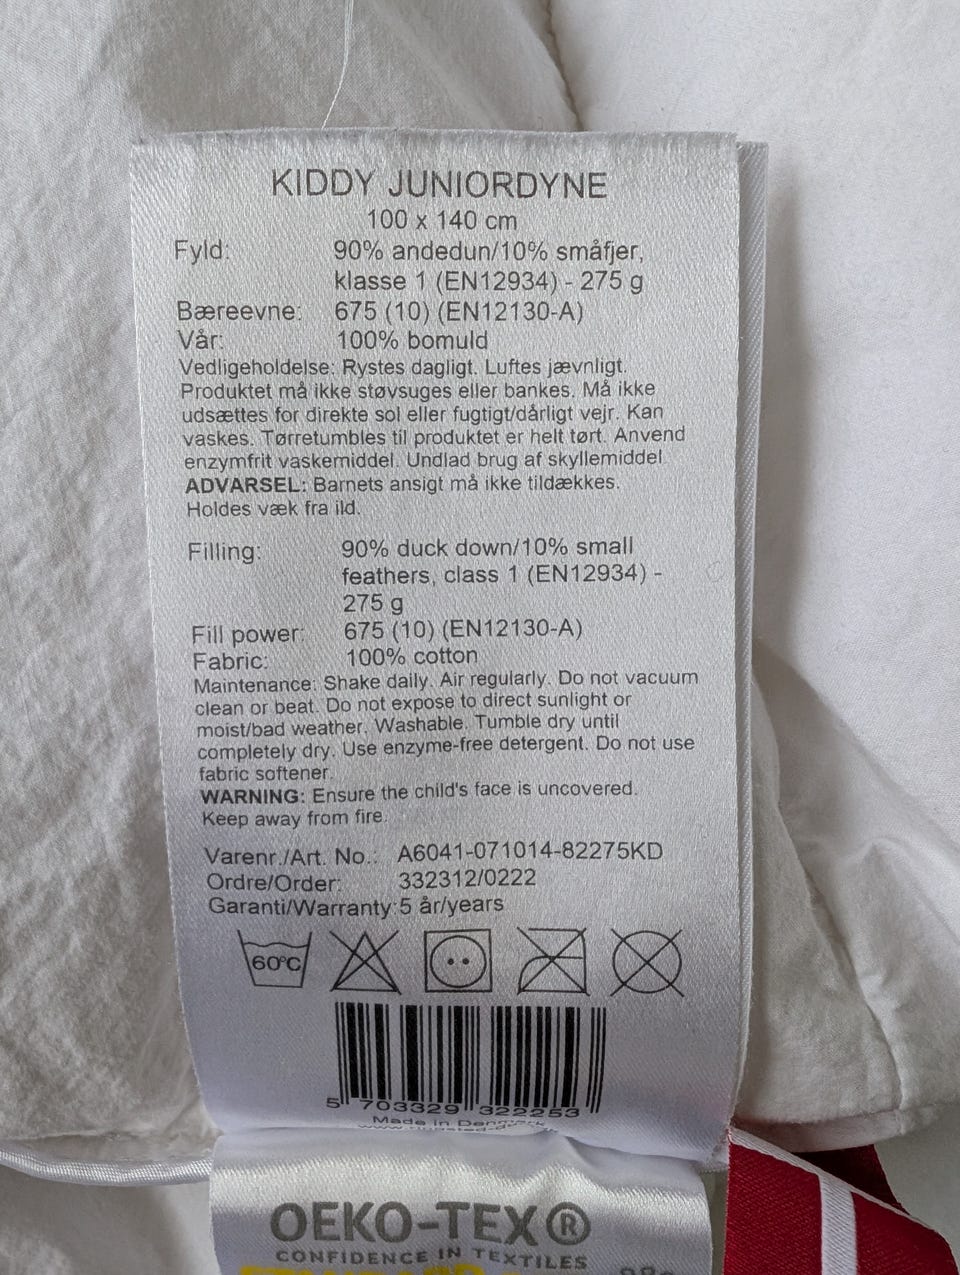 KIDDY JUNIORDYNE
100 x 140 cm
Fyld: 90% andedun/10% småfjer,
klasse 1 (EN12934) - 275 g
Bæreevne: 675 (10) (EN12130-A)
Vår: 100% bomuld
Vedligeholdelse: Rystes dagligt. Luftes jævnligt.
Produktet må ikke støvsuges eller bankes. Må ikke
udsættes for direkte sol eller fugtigt/dårligt vejr. Kan
vaskes. Tørretumbles til produktet er helt tørt. Anvend
enzymfrit vaskemiddel. Undlad brug af skyllemiddel
ADVARSEL: Barnets ansigt må ikke tildækkes.
Holdes væk fra ild.
Filling: 90% duck down/10% small
feathers, class 1 (EN12934) -
275 g
Fill power: 675 (10) (EN12130-A)
Fabric: 100% cotton
Maintenance: Shake daily. Air regularly. Do not vacuum
clean or beat. Do not expose to direct sunlight or
moist/bad weather. Washable. Tumble dry until
completely dry. Use enzyme-free detergent. Do not use
fabric softener.
WARNING: Ensure the child's face is uncovered.
Keep away from fire.
Varenr./Art. No.: A6041-071014-82275KD
Ordre/Order: 332312/0222
Garanti/Warranty: 5 år/years
60°C
5 703329 322253
Made in Denmark
OEKO-TEX®
CONFIDENCE IN TEXTILES